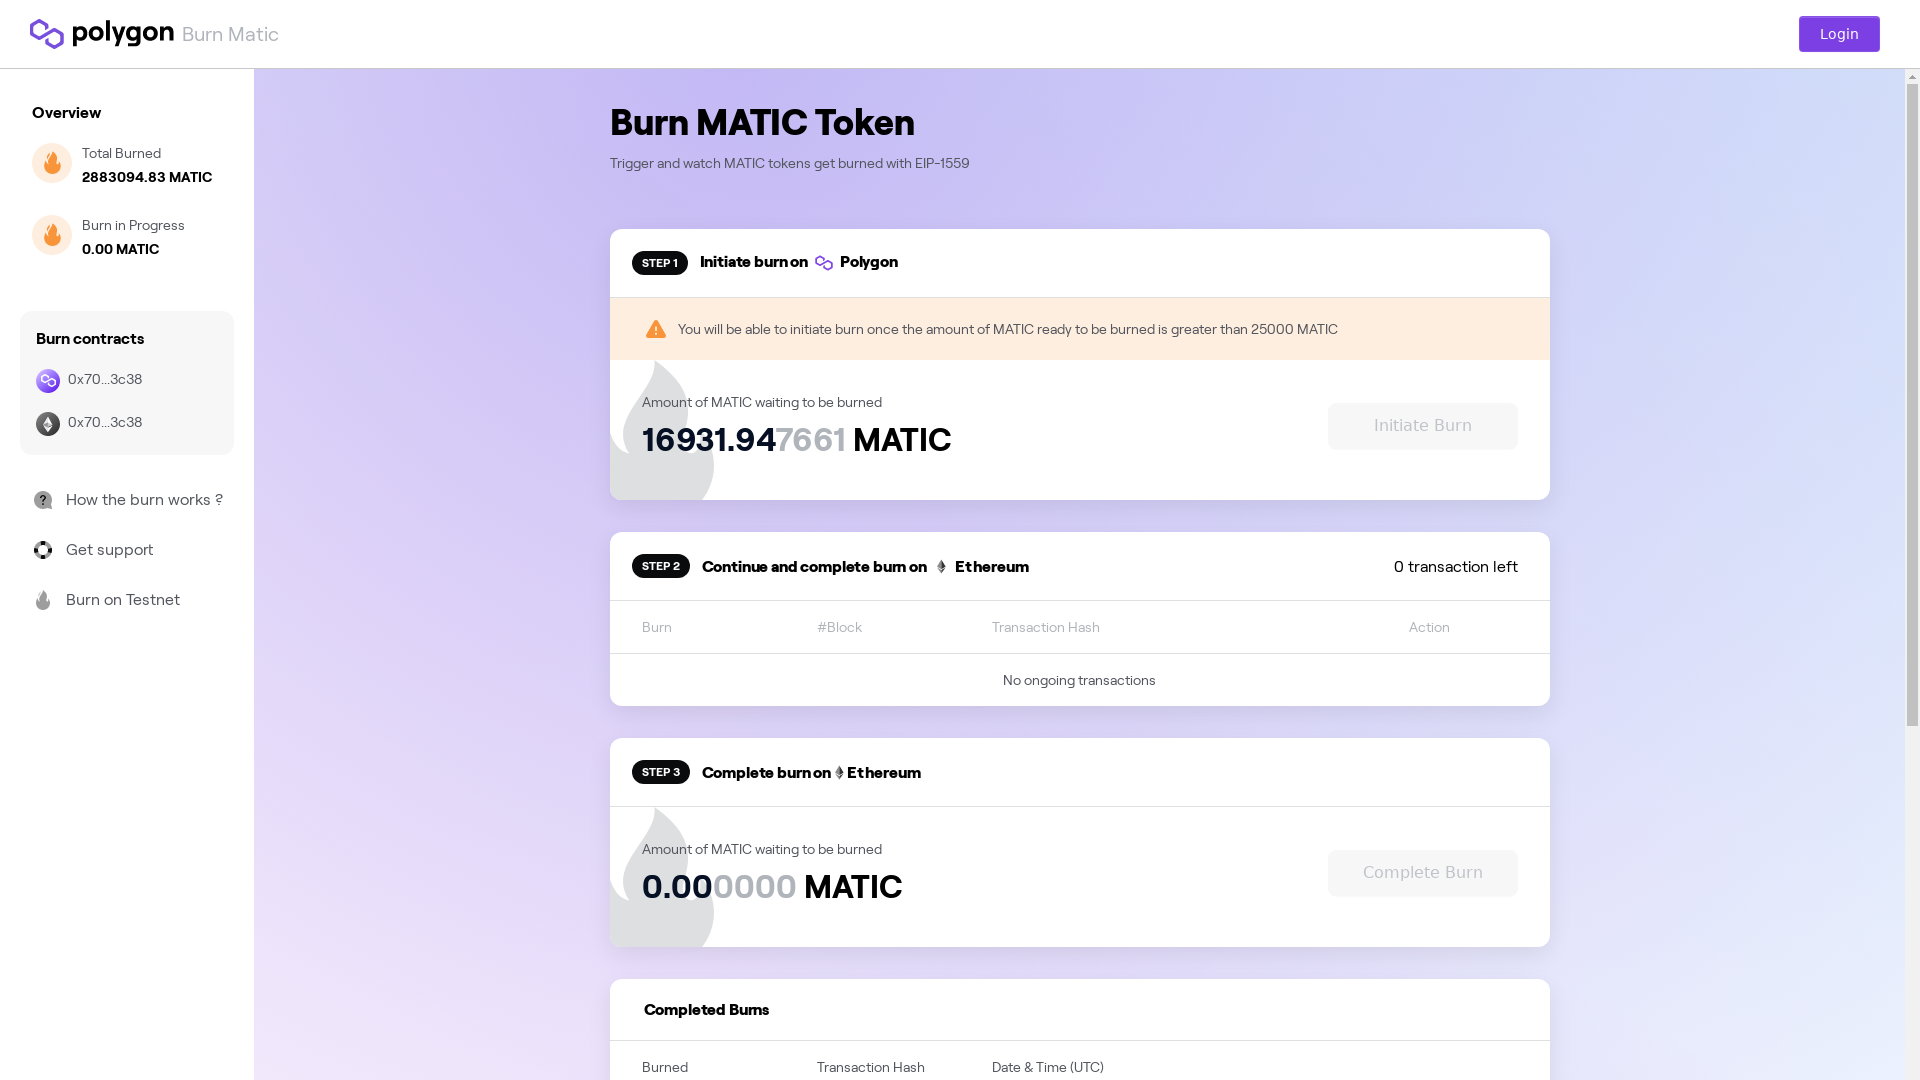 polygon Burn Matic
Login
Overview
Total Burned
2883094.83 MATIC
Burn in Progress
0.00 MATIC
Burn contracts
0x70...3c38
0x70...3c38
How the burn works ?
Get support
Burn on Testnet
Burn MATIC Token
Trigger and watch MATIC tokens get burned with EIP-1559
STEP 1 Initiate burn on Polygon
You will be able to initiate burn once the amount of MATIC ready to be burned is greater than 25000 MATIC
Amount of MATIC waiting to be burned
16931.947661 MATIC
Initiate Burn
STEP 2 Continue and complete burn on Ethereum 0 transaction left
Burn #Block Transaction Hash Action
No ongoing transactions
STEP 3 Complete burn on Ethereum
Amount of MATIC waiting to be burned
0.000000 MATIC
Complete Burn
Completed Burns
Burned Transaction Hash Date & Time (UTC)